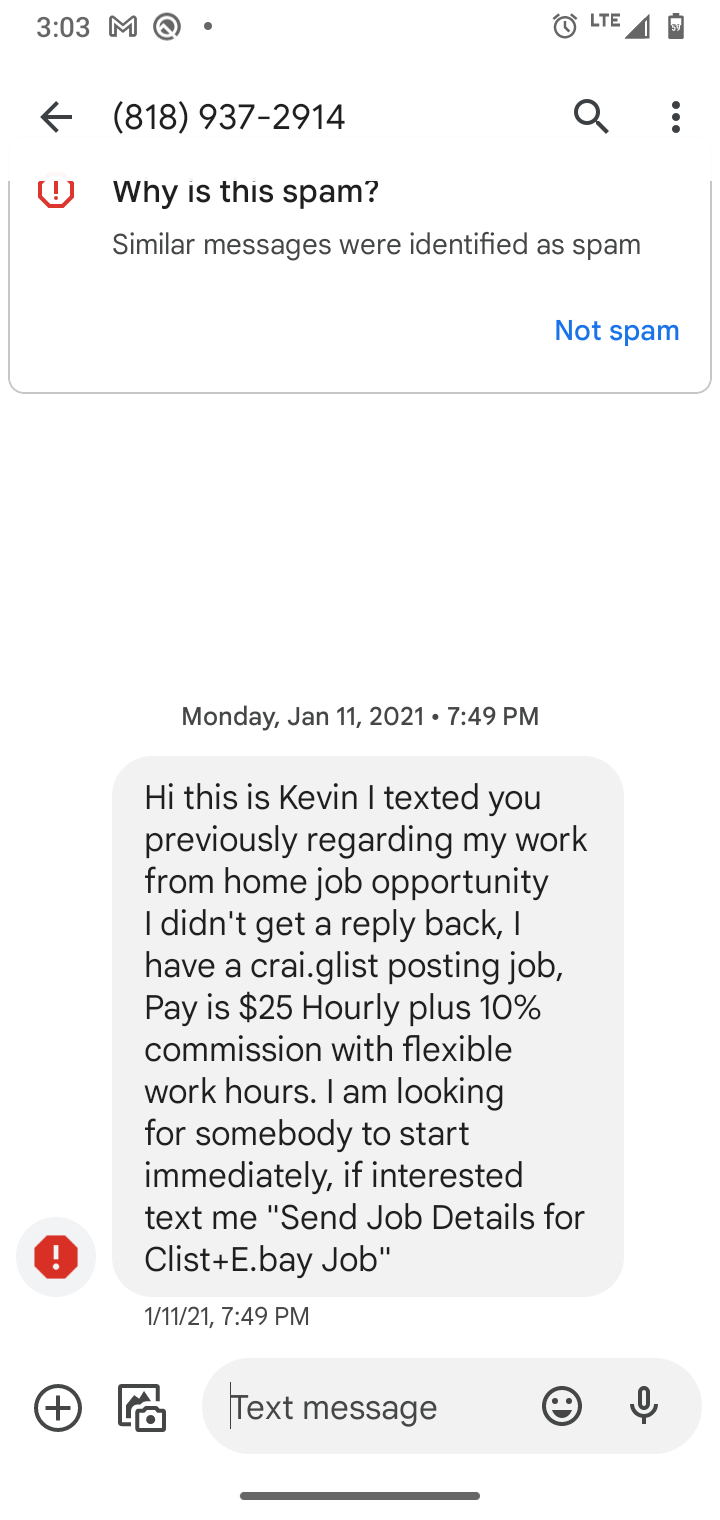 3:03 LTE
(818) 937-2914
Why is this spam?
Similar messages were identified as spam
Not spam
Monday, Jan 11, 2021 • 7:49 PM
Hi this is Kevin I texted you
previously regarding my work
from home job opportunity
I didn't get a reply back, I
have a crai.glist posting job,
Pay is $25 Hourly plus 10%
commission with flexible
work hours. I am looking
for somebody to start
immediately, if interested
text me "Send Job Details for
Clist+E.bay Job"
1/11/21, 7:49 PM
Text message